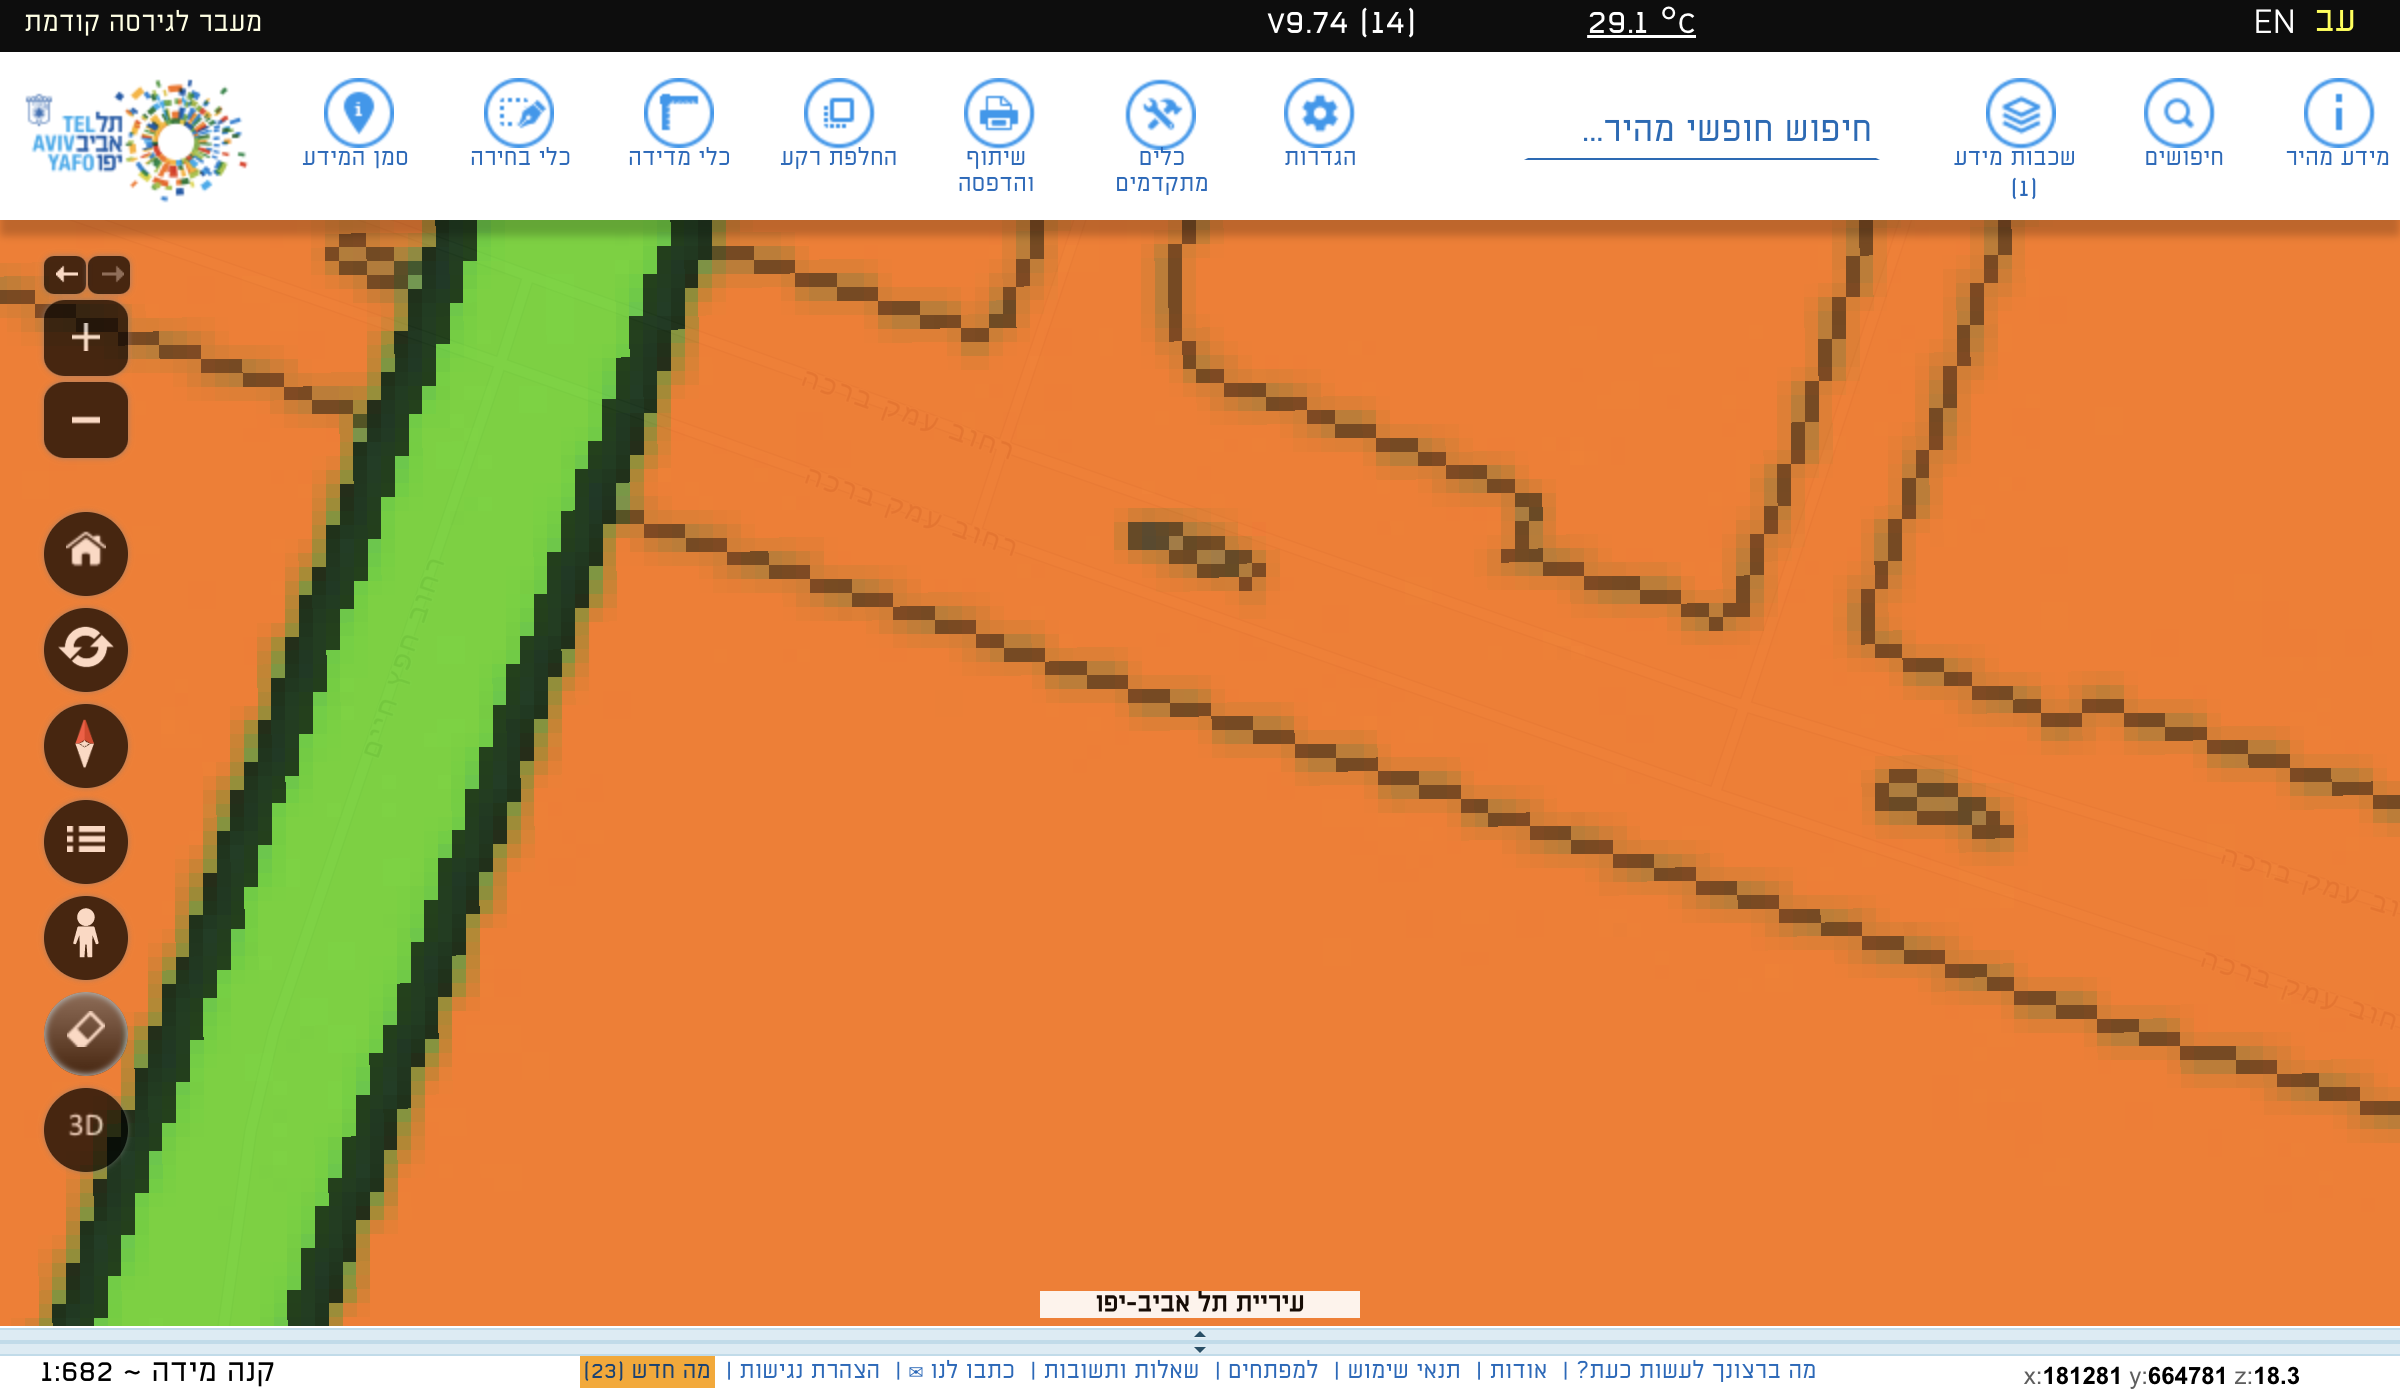 עב EN
29.1 °C
V9.74 (14)
מעבר לגירסה קודמת
מידע מהיר
חיפושים
שכבות מידע
(1)
חיפוש חופשי מהיר...
הגדרות
כלים
מתקדמים
שיתוף
והדפסה
החלפת רקע
כלי מדידה
כלי בחירה
סמן המידע
תל TEL
אביב AVIV
יפו YAFO
רחוב עמק ברכה
רחוב עמק ברכה
רחוב חפץ חיים
וב עמק ברכה
חוב עמק ברכה
3D
עיריית תל אביב-יפו
x:181281 y:664781 z:18.3
מה ברצונך לעשות כעת? | אודות | תנאי שימוש | למפתחים | שאלות ותשובות | כתבו לנו ✉ | הצהרת נגישות | מה חדש (23)
קנה מידה ~ 1:682